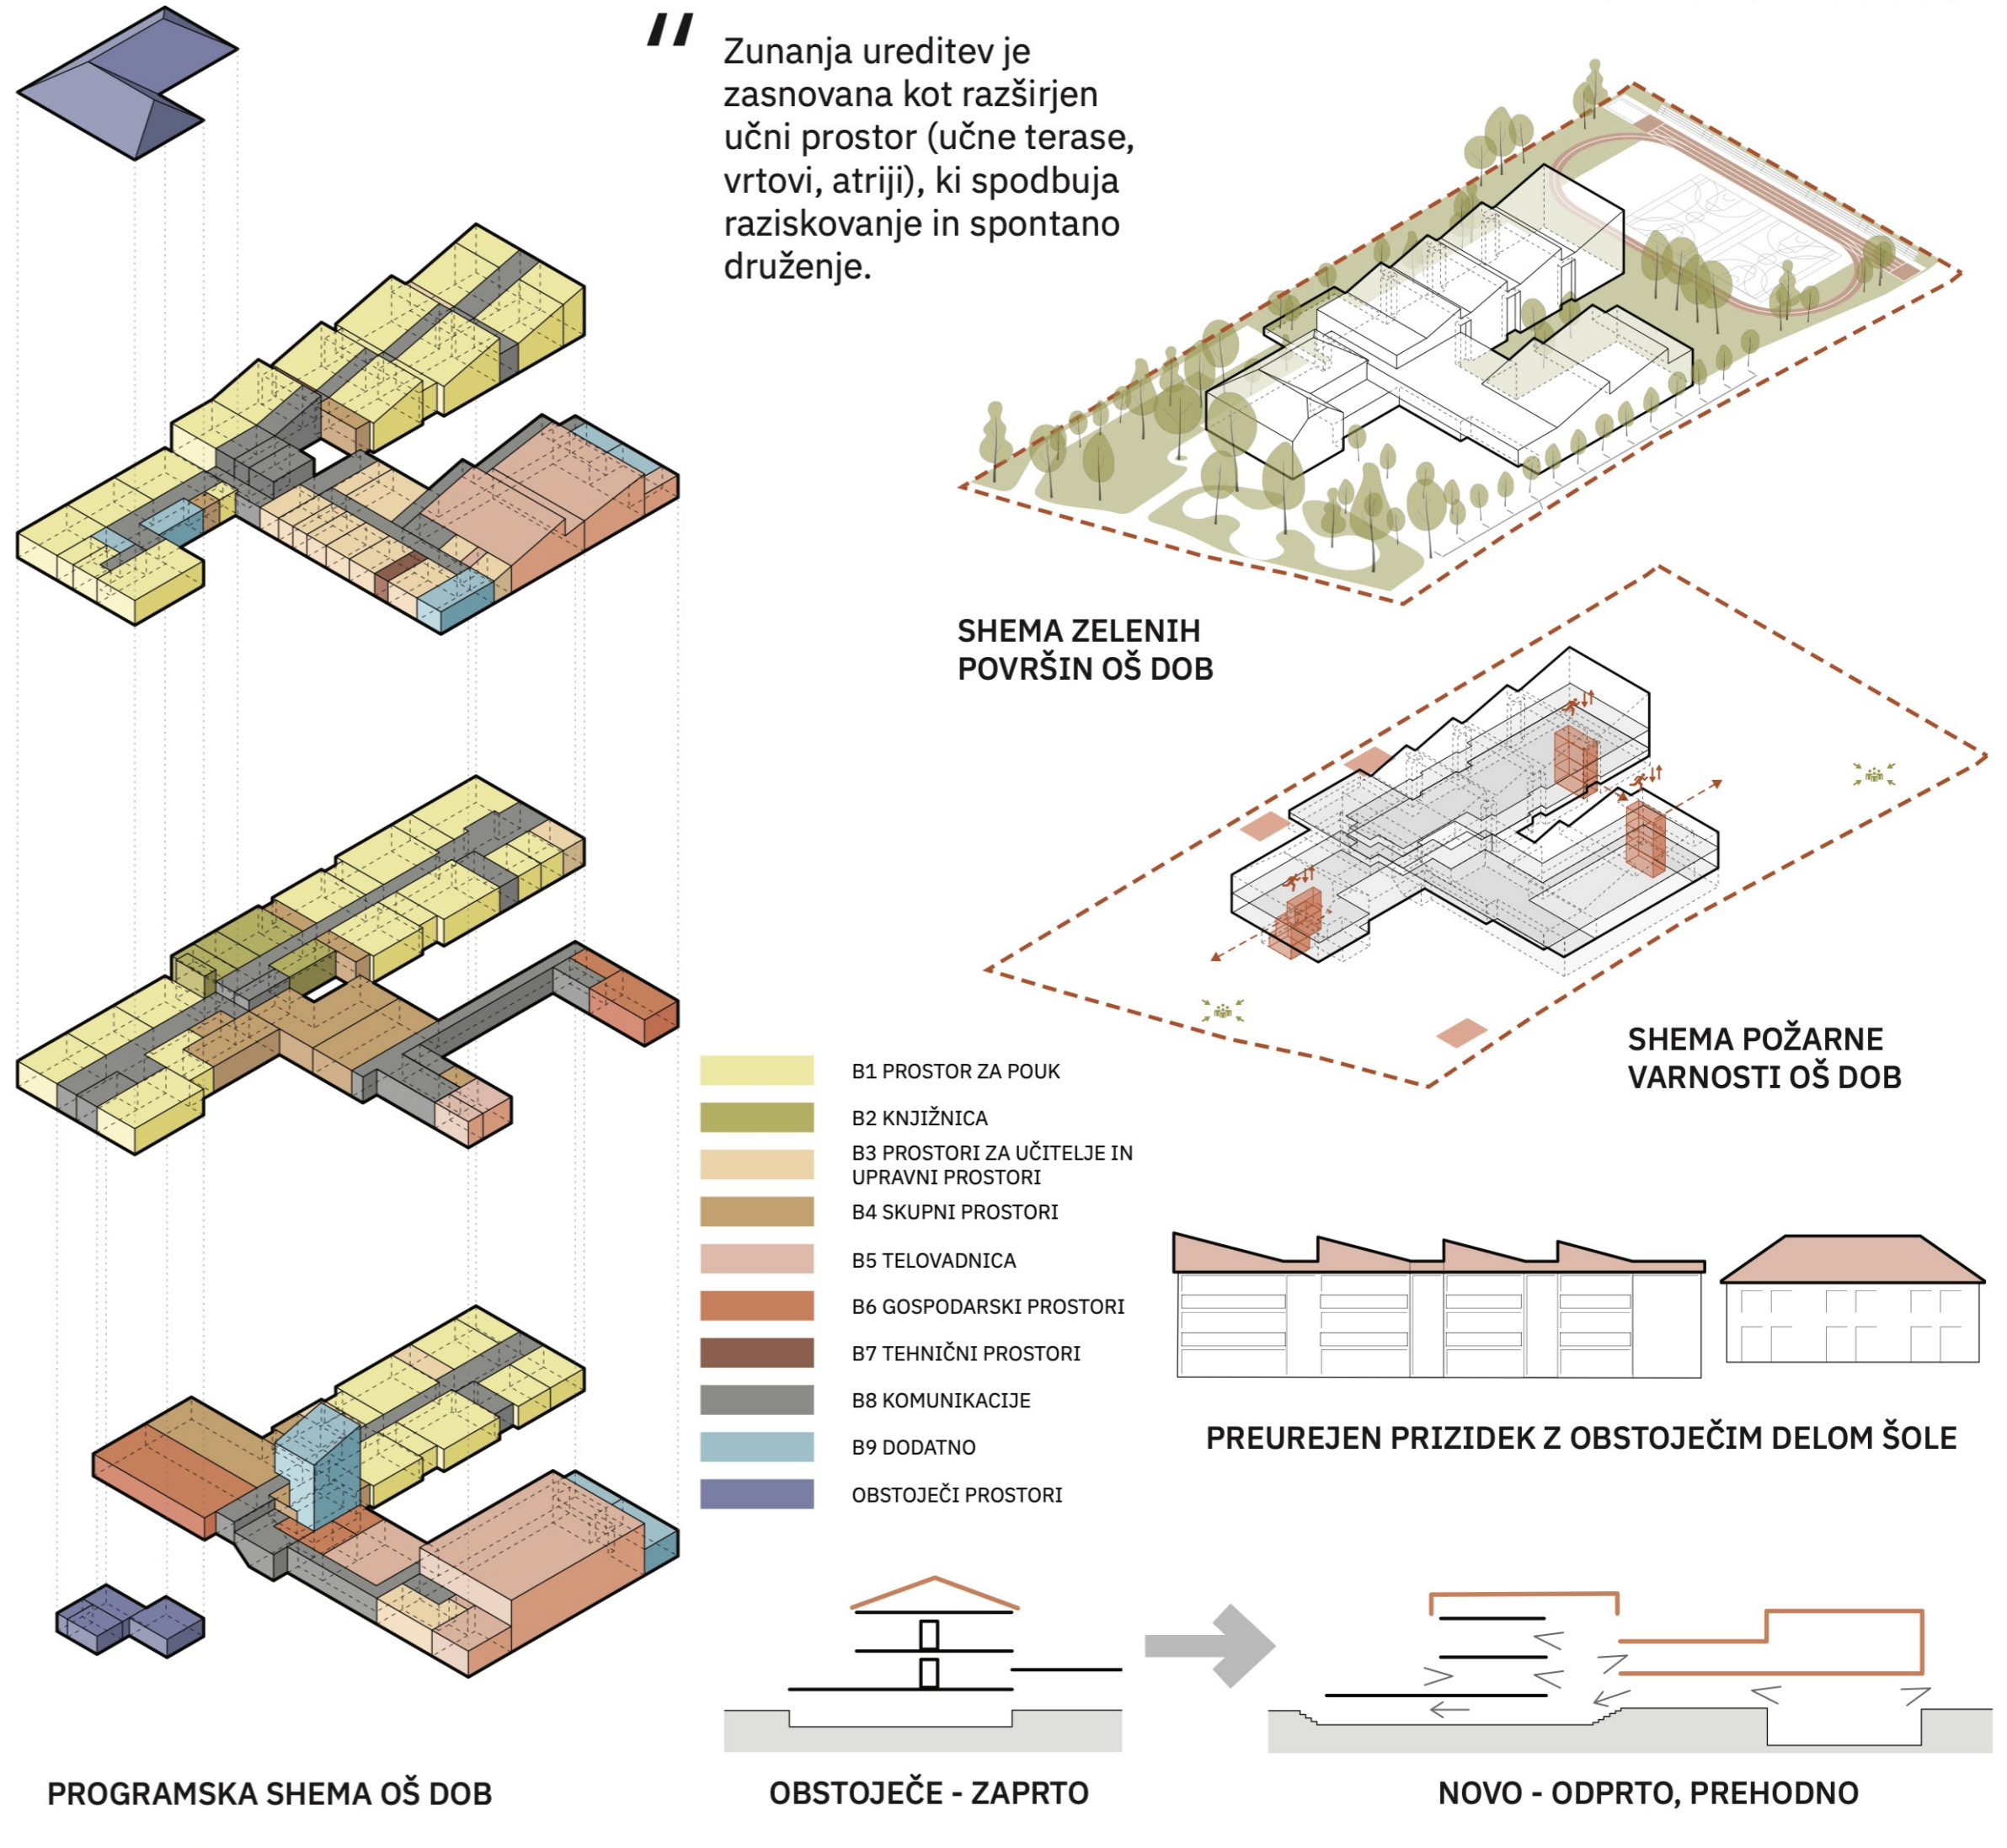 "
Zunanja ureditev je
zasnovana kot razširjen
učni prostor (učne terase,
vrtovi, atriji), ki spodbuja
raziskovanje in spontano
druženje.
SHEMA ZELENIH
POVRŠIN OŠ DOB
SHEMA POŽARNE
VARNOSTI OŠ DOB
B1 PROSTOR ZA POUK
B2 KNJIŽNICA
B3 PROSTORI ZA UČITELJE IN
UPRAVNI PROSTORI
B4 SKUPNI PROSTORI
B5 TELOVADNICA
B6 GOSPODARSKI PROSTORI
B7 TEHNIČNI PROSTORI
B8 KOMUNIKACIJE
B9 DODATNO
OBSTOJEČI PROSTORI
PREUREJEN PRIZIDEK Z OBSTOJEČIM DELOM ŠOLE
PROGRAMSKA SHEMA OŠ DOB
OBSTOJEČE - ZAPRTO
NOVO - ODPRTO, PREHODNO